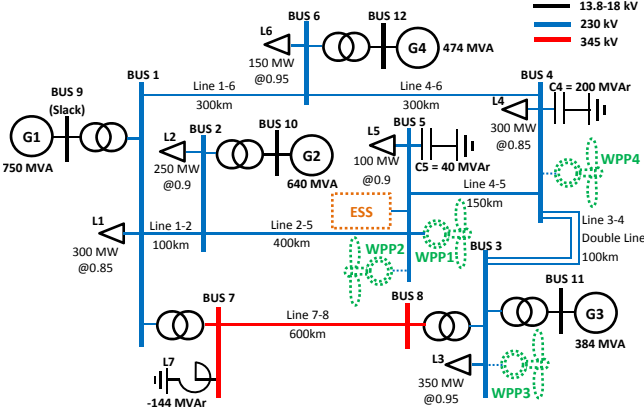 13.8-18 kV
230 kV
345 kV
BUS 6
BUS 12
L6
G4
474 MVA
150 MW
@0.95
BUS 1
Line 1-6
300km
Line 4-6
300km
BUS 4
C4 = 200 MVAr
L4
300 MW
@0.85
BUS 9
(Slack)
G1
750 MVA
BUS 2
BUS 10
L2
G2
250 MW
@0.9
640 MVA
BUS 5
L5
100 MW
@0.9
C5 = 40 MVAr
WPP4
Line 4-5
150km
ESS
L1
300 MW
@0.85
Line 1-2
100km
Line 2-5
400km
WPP2
WPP1
Line 3-4
Double Line
100km
BUS 3
BUS 7
Line 7-8
600km
BUS 8
BUS 11
G3
384 MVA
L7
-144 MVAr
L3
350 MW
@0.95
WPP3